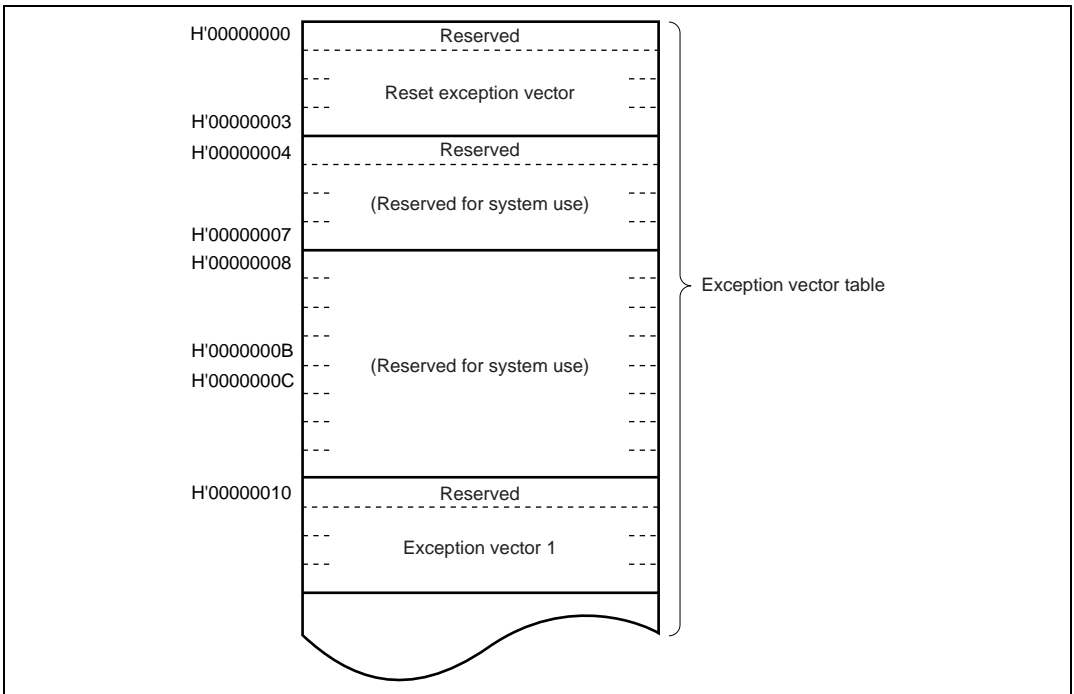 H'00000000 Reserved
Reset exception vector
H'00000003
H'00000004 Reserved
(Reserved for system use)
H'00000007
H'00000008
Exception vector table
H'0000000B
(Reserved for system use)
H'0000000C
H'00000010 Reserved
Exception vector 1